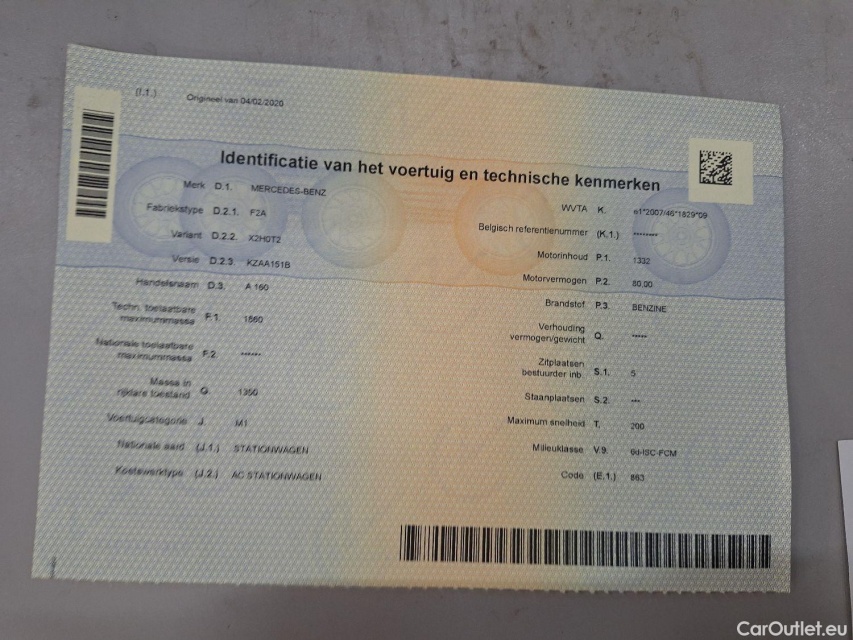 (I.1.) Origineel van 04/02/2020
Identificatie van het voertuig en technische kenmerken
Merk D.1. MERCEDES-BENZ
Fabriekstype D.2.1. F2A
Variant D.2.2. X2H0T2
Versie D.2.3. KZAA151B
Handelsnaam D.3. A 160
Techn. toelaatbare
maximummassa F.1. 1860
Nationale toelaatbare
maximummassa F.2. ******
Massa in
rijklare toestand G. 1350
Voertuigcategorie J. M1
Nationale aard (J.1.) STATIONWAGEN
Koetswerktype (J.2.) AC STATIONWAGEN
WVTA K. e1*2007/46*1829*09
Belgisch referentienummer (K.1.) ********
Motorinhoud P.1. 1332
Motorvermogen P.2. 80,00
Brandstof P.3. BENZINE
Verhouding
vermogen/gewicht Q. *****
Zitplaatsen
bestuurder inb. S.1. 5
Staanplaatsen S.2. ***
Maximum snelheid T. 200
Milieuklasse V.9. 6d-ISC-FCM
Code (E.1.) 863
CarOutlet.eu